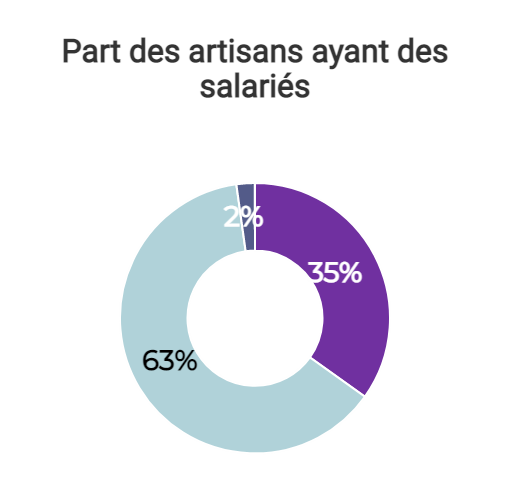 Part des artisans ayant des
salariés
2%
35%
63%